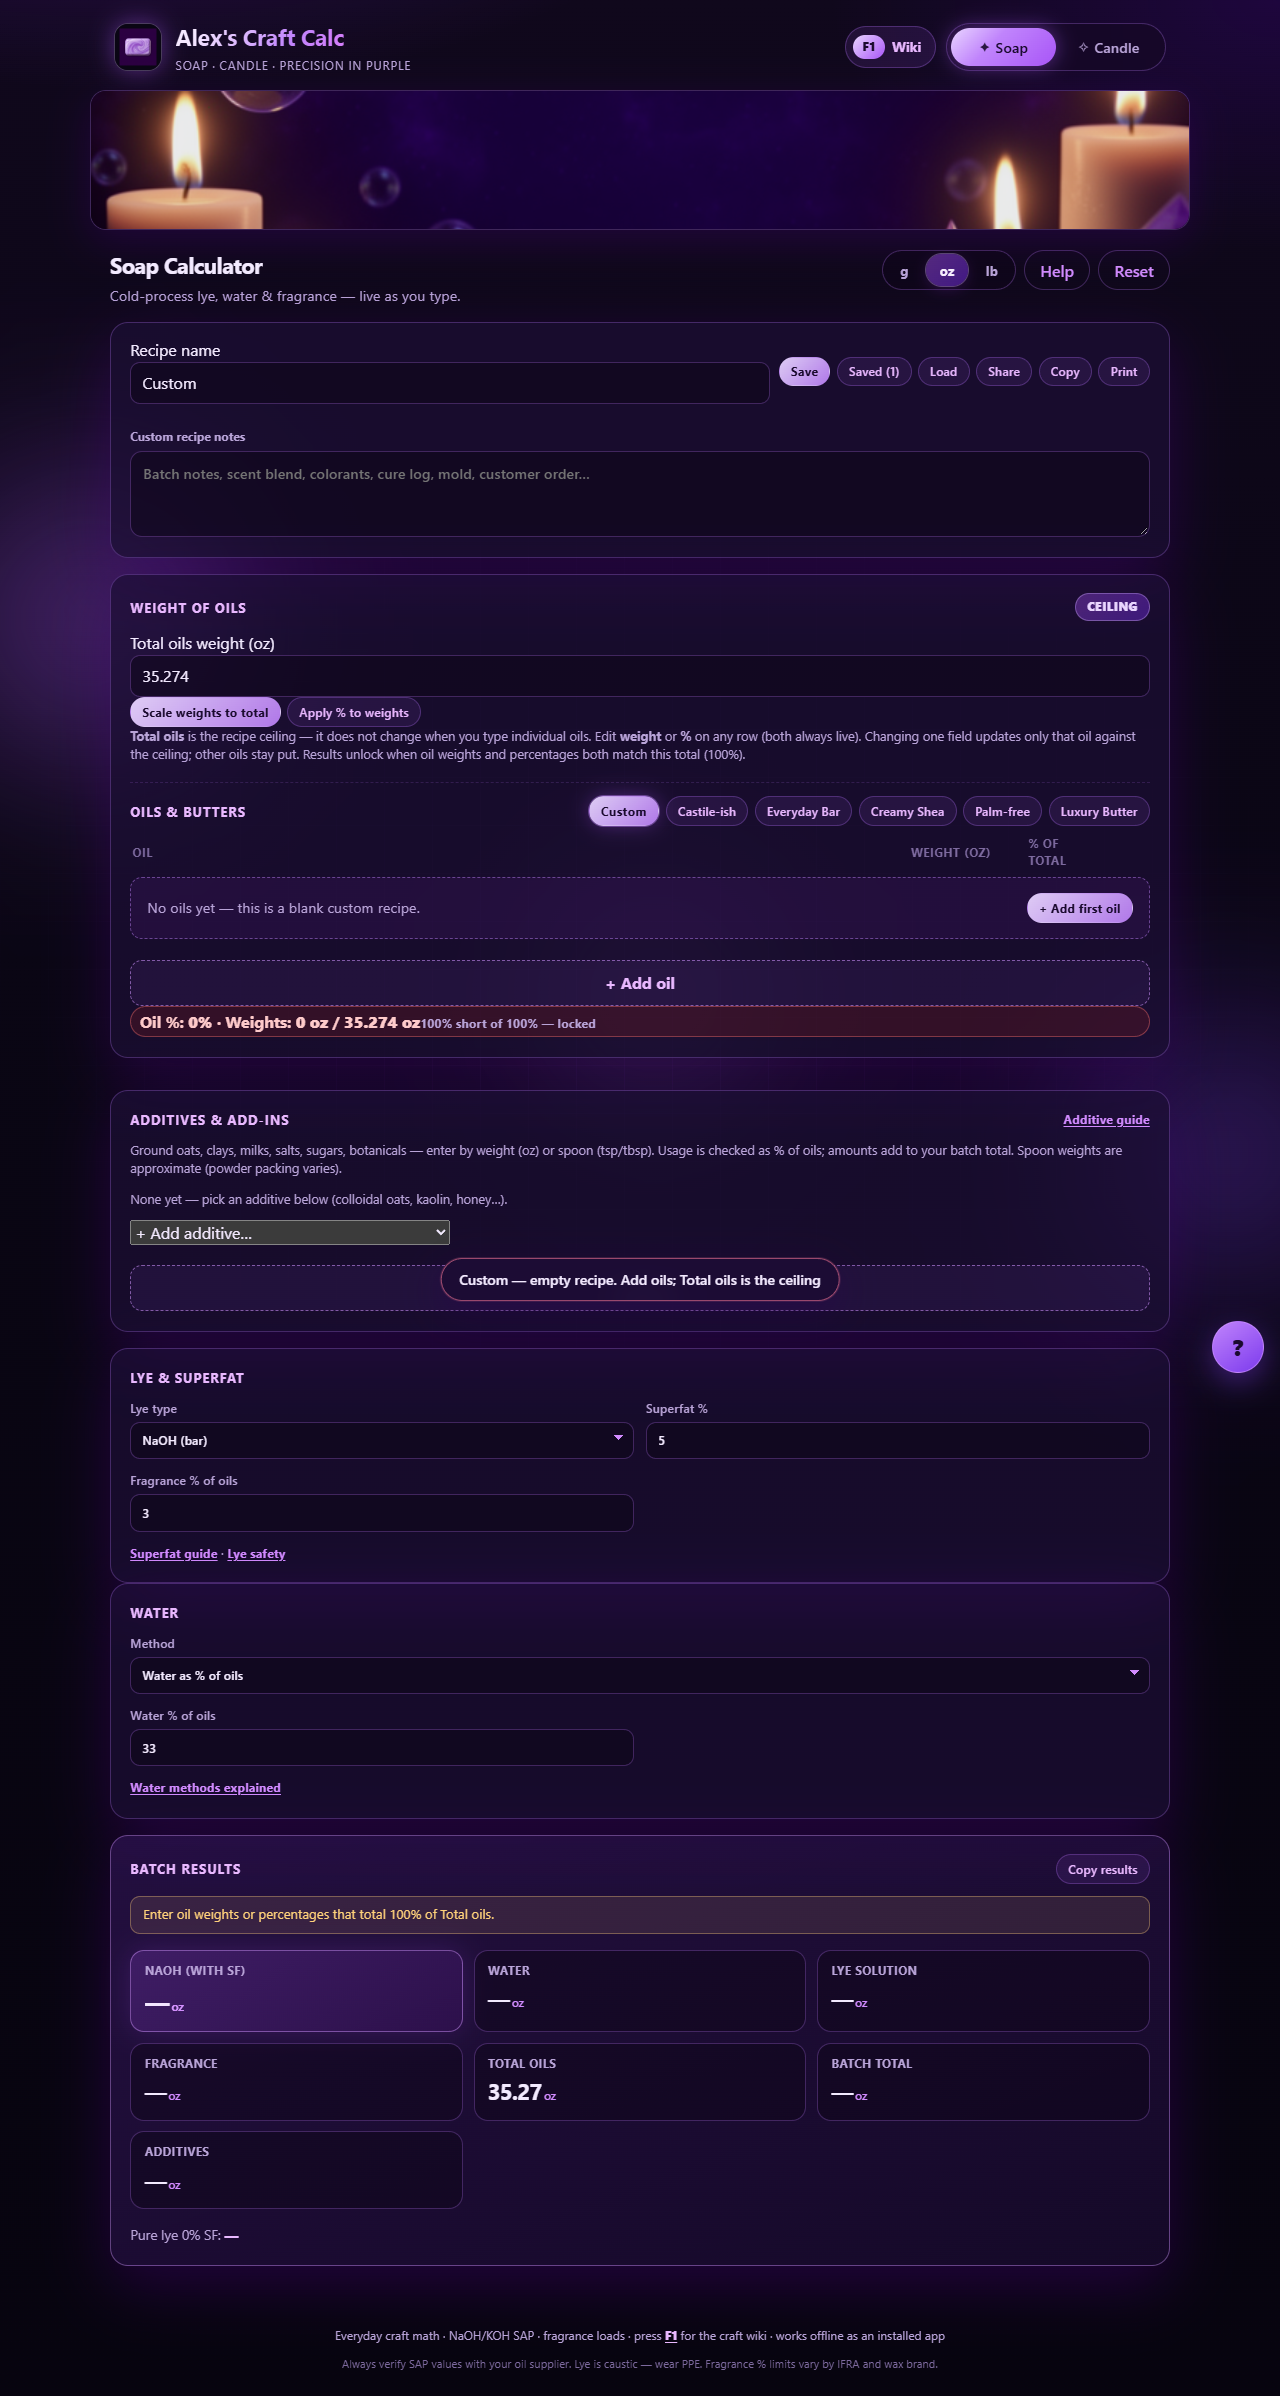 Alex's Craft Calc
SOAP · CANDLE · PRECISION IN PURPLE
F1 Wiki
✦ Soap
✧ Candle
Soap Calculator
Cold-process lye, water & fragrance — live as you type.
g oz lb
Help
Reset
Recipe name
Custom
Save
Saved (1)
Load
Share
Copy
Print
Custom recipe notes
Batch notes, scent blend, colorants, cure log, mold, customer order...
WEIGHT OF OILS
CEILING
Total oils weight (oz)
35.274
Scale weights to total
Apply % to weights
Total oils is the recipe ceiling — it does not change when you type individual oils. Edit weight or % on any row (both always live). Changing one field updates only that oil against
the ceiling; other oils stay put. Results unlock when oil weights and percentages both match this total (100%).
OILS & BUTTERS
Custom
Castile-ish
Everyday Bar
Creamy Shea
Palm-free
Luxury Butter
OIL
WEIGHT (OZ)
% OF
TOTAL
No oils yet — this is a blank custom recipe.
+ Add first oil
+ Add oil
Oil %: 0% · Weights: 0 oz / 35.274 oz100% short of 100% — locked
ADDITIVES & ADD-INS
Additive guide
Ground oats, clays, milks, salts, sugars, botanicals — enter by weight (oz) or spoon (tsp/tbsp). Usage is checked as % of oils; amounts add to your batch total. Spoon weights are
approximate (powder packing varies).
None yet — pick an additive below (colloidal oats, kaolin, honey...).
+ Add additive...
Custom — empty recipe. Add oils; Total oils is the ceiling
?
LYE & SUPERFAT
Lye type
Superfat %
NaOH (bar)
5
Fragrance % of oils
3
Superfat guide · Lye safety
WATER
Method
Water as % of oils
Water % of oils
33
Water methods explained
BATCH RESULTS
Copy results
Enter oil weights or percentages that total 100% of Total oils.
NAOH (WITH SF)
—oz
WATER
—oz
LYE SOLUTION
—oz
FRAGRANCE
—oz
TOTAL OILS
35.27 oz
BATCH TOTAL
—oz
ADDITIVES
—oz
Pure lye 0% SF: —
Everyday craft math · NaOH/KOH SAP · fragrance loads · press F1 for the craft wiki · works offline as an installed app
Always verify SAP values with your oil supplier. Lye is caustic — wear PPE. Fragrance % limits vary by IFRA and wax brand.